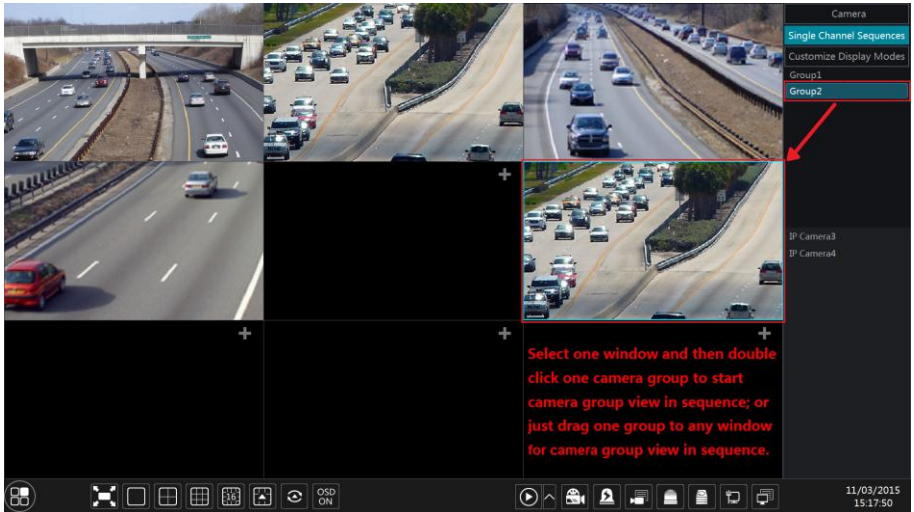 Camera
Single Channel Sequences
Customize Display Modes
Group1
Group2
IP Camera3
IP Camera4
Select one window and then double
click one camera group to start
camera group view in sequence; or
just drag one group to any window
for camera group view in sequence.
16
OSD
ON
11/03/2015
15:17:50